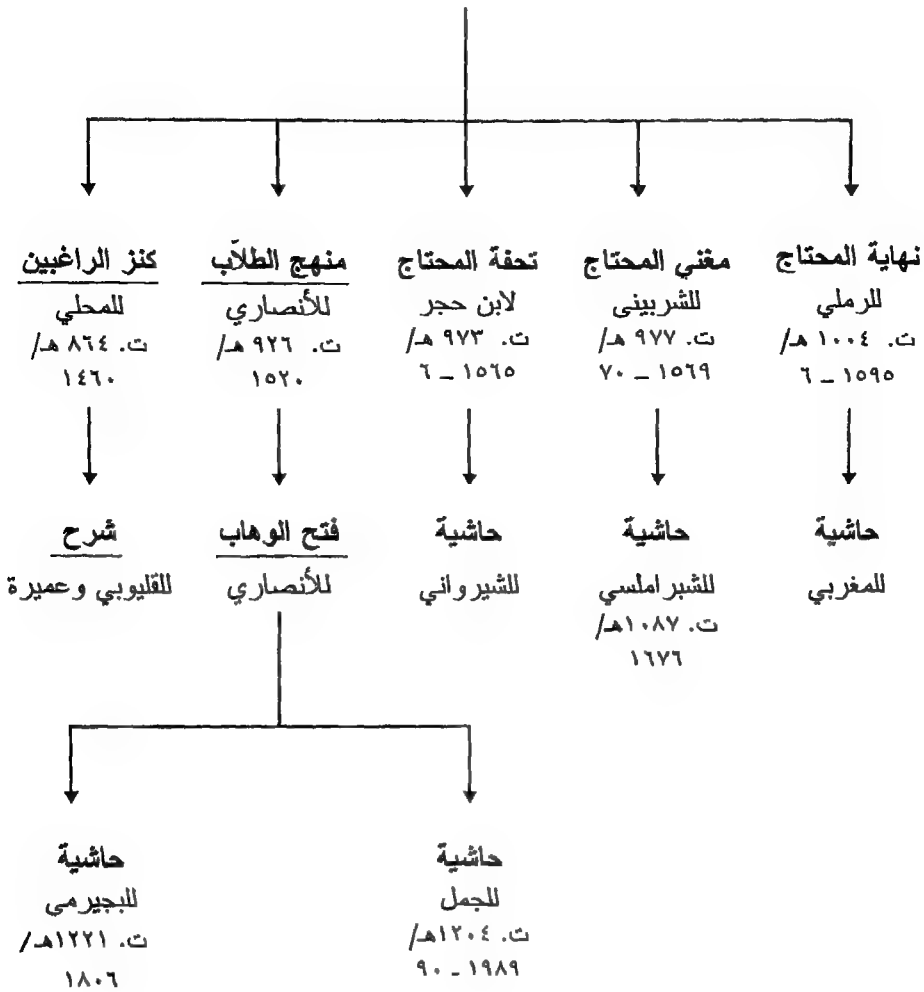 نهاية المحتاج
للرملي
ت. ١٠٠٤ هـ/
١٥٩٥ – ٦
مغني المحتاج
للشربينى
ت. ٩٧٧ هـ/
١٥٦٩ – ٧٠
تحفة المحتاج
لابن حجر
ت. ٩٧٣ هـ/
١٥٦٥ – ٦
منهج الطلاّب
للأنصاري
ت. ٩٢٦ هـ/
١٥٢٠
كنز الراغبين
للمحلي
ت. ٨٦٤ هـ/
١٤٦٠
حاشية
للمغربي
حاشية
للشبراملسي
ت. ١٠٨٧هـ/
١٦٧٦
حاشية
للشيرواني
فتح الوهاب
للأنصاري
شرح
للقليوبي وعميرة
حاشية
للجمل
ت. ١٢٠٤هـ/
١٩٨٩ – ٩٠
حاشية
للبجيرمي
ت. ١٢٢١هـ/
١٨٠٦